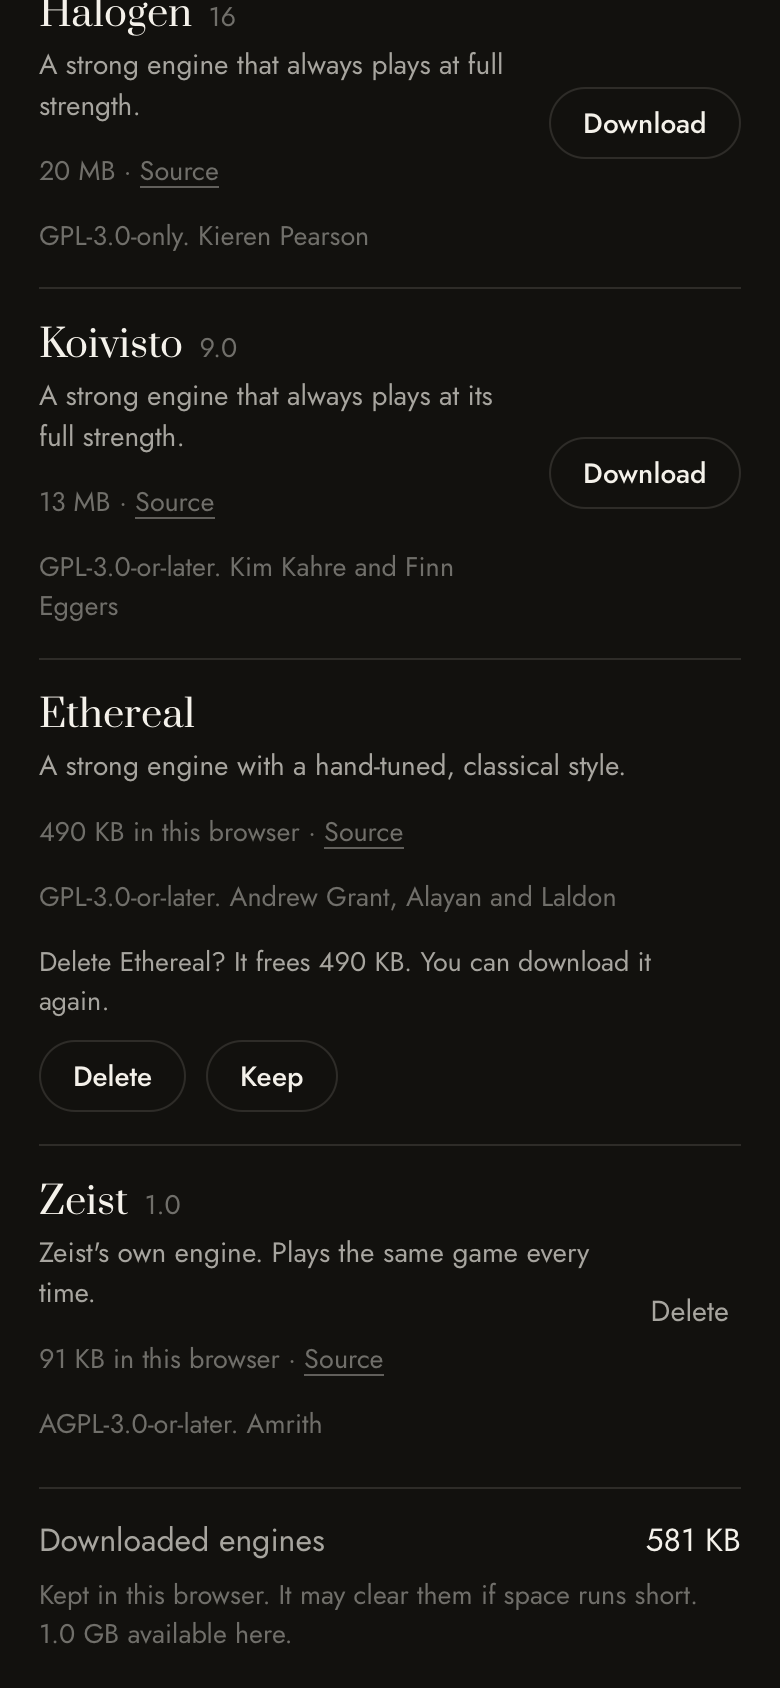 Halogen 16
A strong engine that always plays at full
strength.
Download
20 MB · Source
GPL-3.0-only. Kieren Pearson
Koivisto 9.0
A strong engine that always plays at its
full strength.
Download
13 MB · Source
GPL-3.0-or-later. Kim Kahre and Finn
Eggers
Ethereal
A strong engine with a hand-tuned, classical style.
490 KB in this browser · Source
GPL-3.0-or-later. Andrew Grant, Alayan and Laldon
Delete Ethereal? It frees 490 KB. You can download it
again.
Delete Keep
Zeist 1.0
Zeist's own engine. Plays the same game every
time.
Delete
91 KB in this browser · Source
AGPL-3.0-or-later. Amrith
Downloaded engines 581 KB
Kept in this browser. It may clear them if space runs short.
1.0 GB available here.